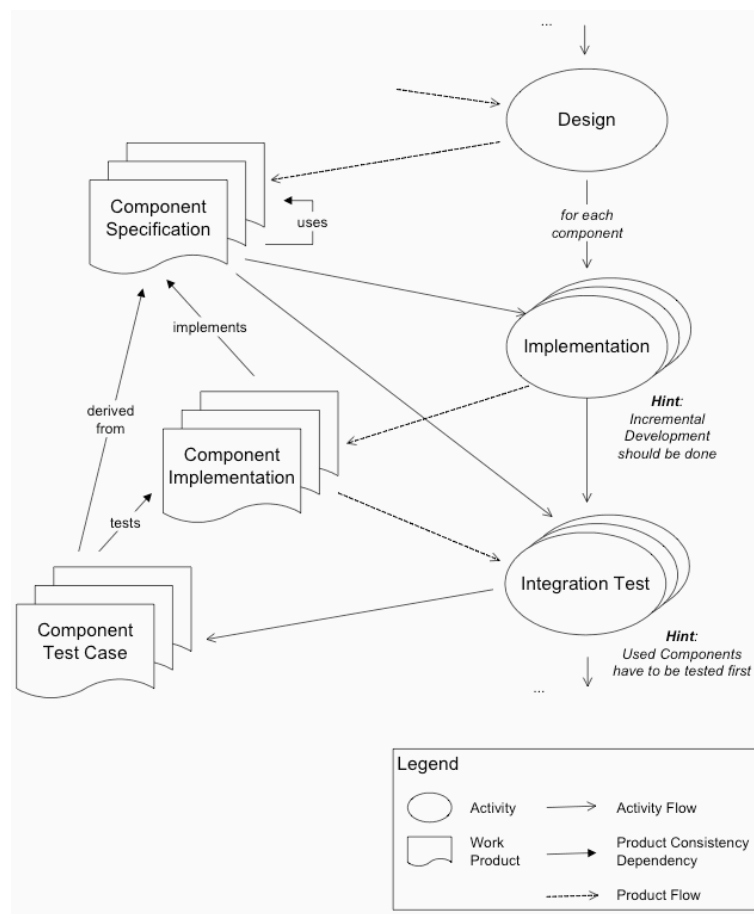 ...
Design
Component
Specification
uses
for each
component
implements
Implementation
derived
from
Hint:
Incremental
Development
should be done
Component
Implementation
tests
Integration Test
Component
Test Case
Hint:
Used Components
have to be tested first
...
Legend
Activity
Activity Flow
Work
Product
Product Consistency
Dependency
Product Flow